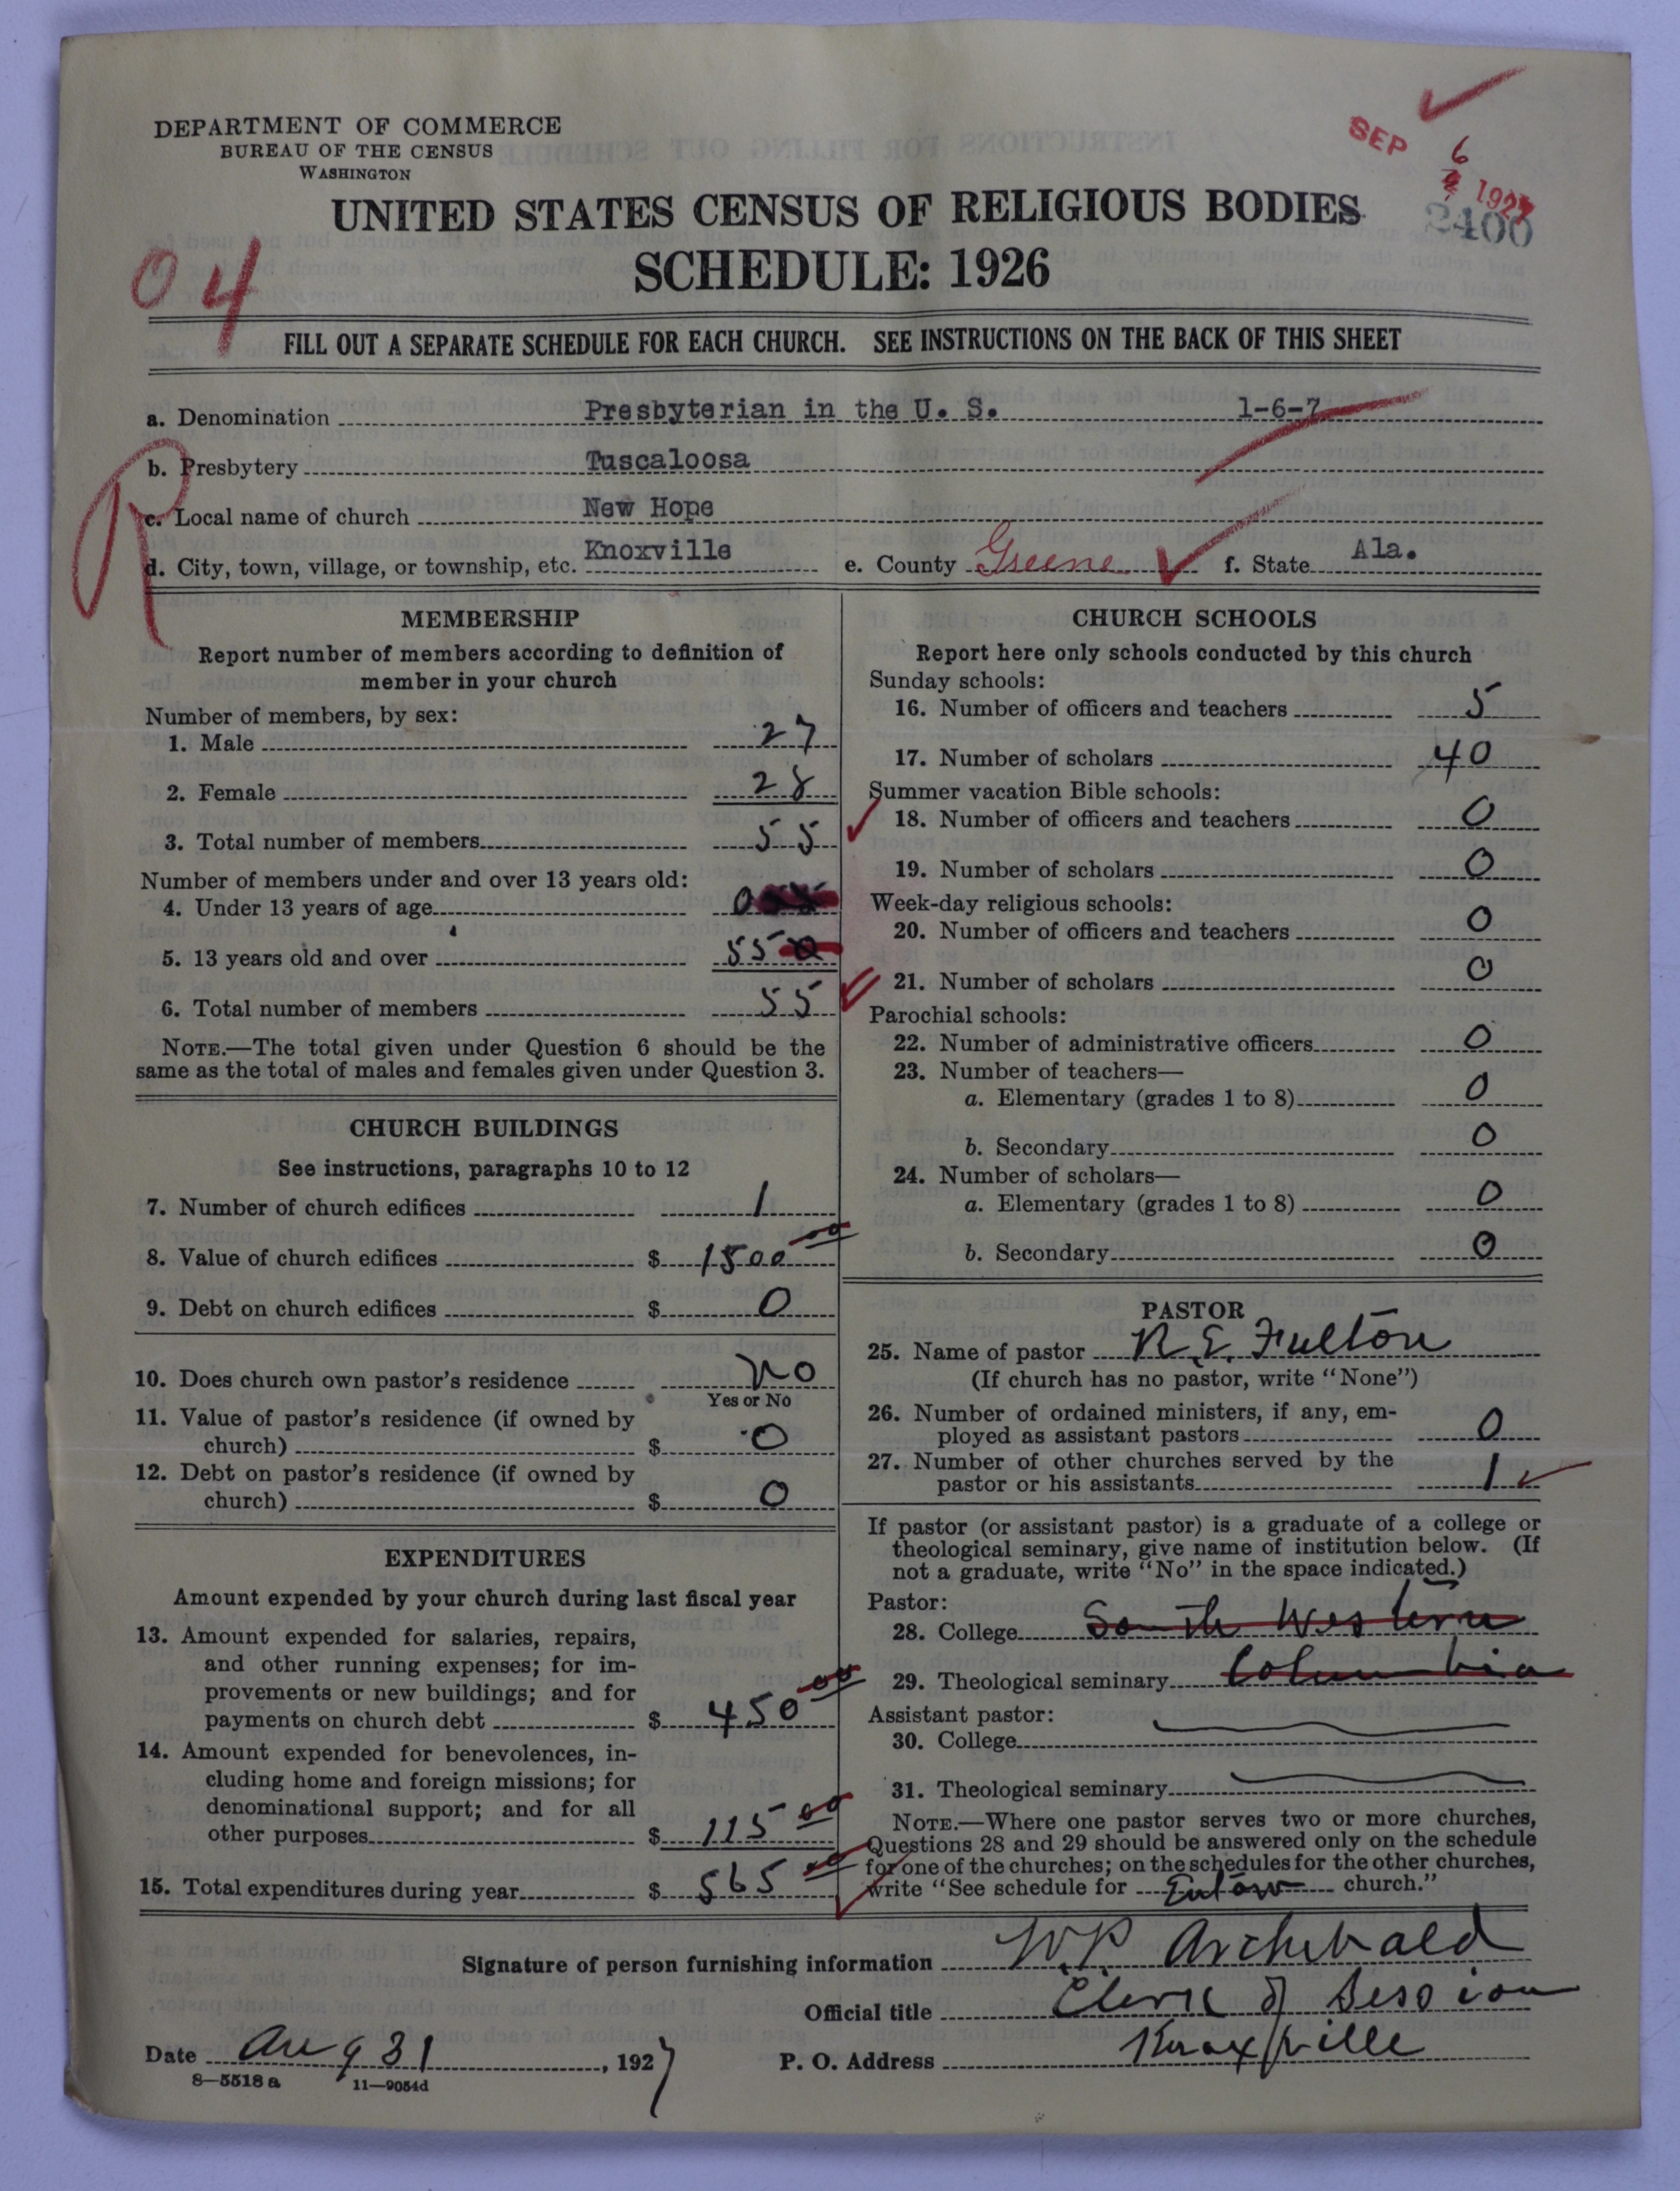 DEPARTMENT OF COMMERCE
BUREAU OF THE CENSUS
WASHINGTON
SEP 6 1927
2400
UNITED STATES CENSUS OF RELIGIOUS BODIES
SCHEDULE: 1926
04
FILL OUT A SEPARATE SCHEDULE FOR EACH CHURCH. SEE INSTRUCTIONS ON THE BACK OF THIS SHEET
a. Denomination Presbyterian in the U. S. 1-6-7
b. Presbytery Tuscaloosa
R
c. Local name of church New Hope
d. City, town, village, or township, etc. Knoxville e. County Greene f. State Ala.
MEMBERSHIP
Report number of members according to definition of
member in your church
Number of members, by sex:
1. Male 27
2. Female 28
3. Total number of members 55
Number of members under and over 13 years old:
4. Under 13 years of age 0
5. 13 years old and over 55
6. Total number of members 55
NOTE.—The total given under Question 6 should be the
same as the total of males and females given under Question 3.
CHURCH BUILDINGS
See instructions, paragraphs 10 to 12
7. Number of church edifices 1
8. Value of church edifices $ 1500 00
9. Debt on church edifices $ 0
10. Does church own pastor's residence No
Yes or No
11. Value of pastor's residence (if owned by
church) $ 0
12. Debt on pastor's residence (if owned by
church) $ 0
EXPENDITURES
Amount expended by your church during last fiscal year
13. Amount expended for salaries, repairs,
and other running expenses; for im-
provements or new buildings; and for
payments on church debt $ 450 00
14. Amount expended for benevolences, in-
cluding home and foreign missions; for
denominational support; and for all
other purposes $ 115 00
15. Total expenditures during year $ 565 00
CHURCH SCHOOLS
Report here only schools conducted by this church
Sunday schools:
16. Number of officers and teachers 5
17. Number of scholars 40
Summer vacation Bible schools:
18. Number of officers and teachers 0
19. Number of scholars 0
Week-day religious schools:
20. Number of officers and teachers 0
21. Number of scholars 0
Parochial schools:
22. Number of administrative officers 0
23. Number of teachers—
a. Elementary (grades 1 to 8) 0
b. Secondary 0
24. Number of scholars—
a. Elementary (grades 1 to 8) 0
b. Secondary 0
PASTOR
25. Name of pastor R. E. Fulton
(If church has no pastor, write "None")
26. Number of ordained ministers, if any, em-
ployed as assistant pastors 0
27. Number of other churches served by the
pastor or his assistants 1
If pastor (or assistant pastor) is a graduate of a college or
theological seminary, give name of institution below. (If
not a graduate, write "No" in the space indicated.)
Pastor:
28. College South Western
29. Theological seminary Columbia
Assistant pastor:
30. College
31. Theological seminary
NOTE.—Where one pastor serves two or more churches,
Questions 28 and 29 should be answered only on the schedule
for one of the churches; on the schedules for the other churches,
write "See schedule for Eutaw church."
Signature of person furnishing information W. P. Archibald
Official title Clerk of Session
Date Aug 31, 1927 P. O. Address Knoxville
8—5518 a 11—9054d